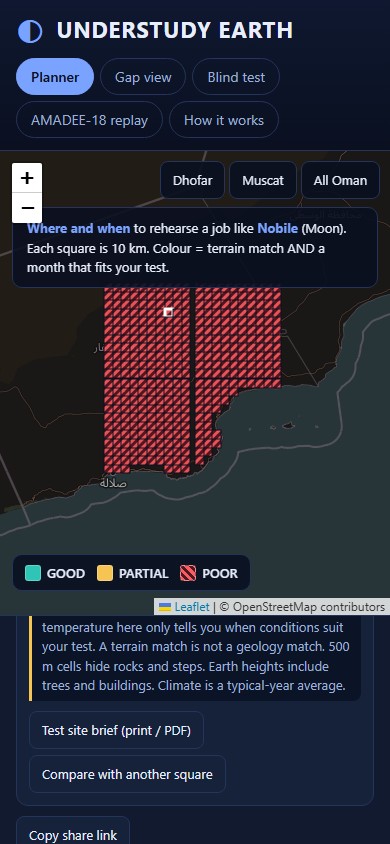 UNDERSTUDY EARTH
Planner
Gap view
Blind test
AMADEE-18 replay
How it works
+
−
Dhofar
Muscat
All Oman
Where and when to rehearse a job like Nobile (Moon).
Each square is 10 km. Colour = terrain match AND a
month that fits your test.
صلالة
GOOD
PARTIAL
POOR
Leaflet | © OpenStreetMap contributors
temperature here only tells you when conditions suit
your test. A terrain match is not a geology match. 500
m cells hide rocks and steps. Earth heights include
trees and buildings. Climate is a typical-year average.
Test site brief (print / PDF)
Compare with another square
Copy share link